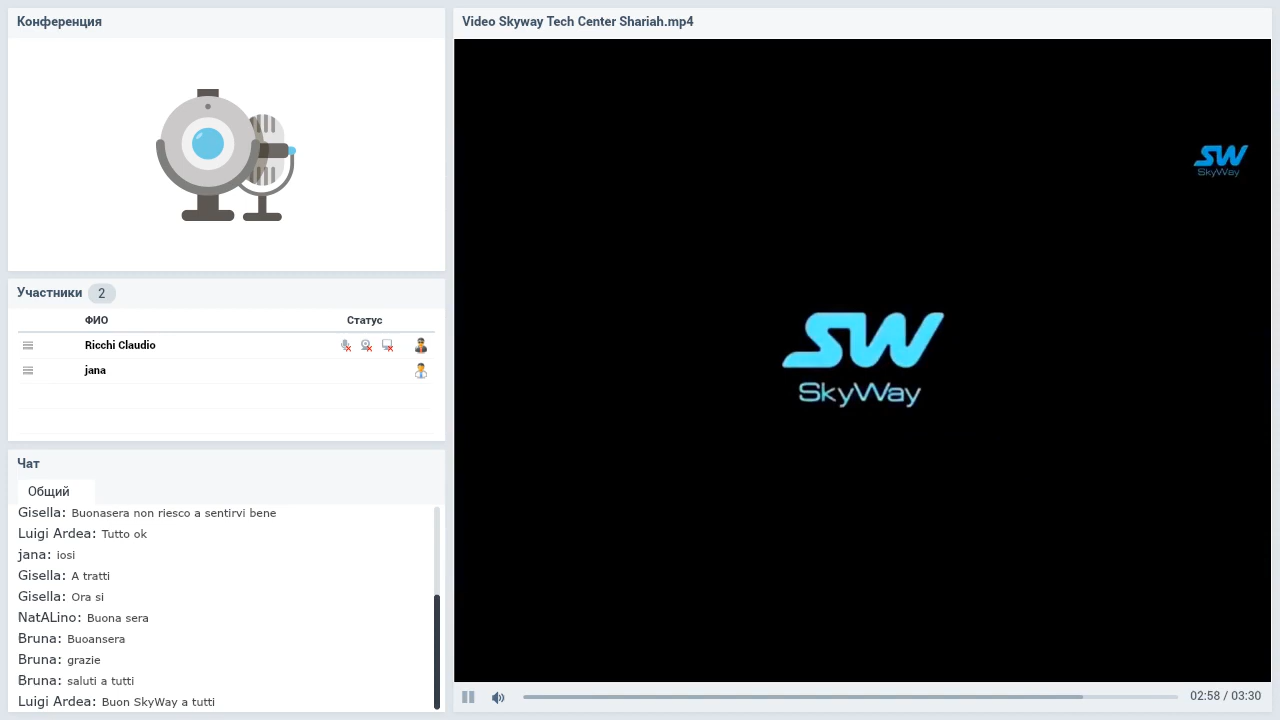 Конференция
Участники 2
ФИО Статус
Ricchi Claudio
jana
Чат
Общий
Gisella: Buonasera non riesco a sentirvi bene
Luigi Ardea: Tutto ok
jana: iosi
Gisella: A tratti
Gisella: Ora si
NatALino: Buona sera
Bruna: Buoansera
Bruna: grazie
Bruna: saluti a tutti
Luigi Ardea: Buon SkyWay a tutti
Video Skyway Tech Center Shariah.mp4
SW
SkyWay
SW
SkyWay
02:58 / 03:30